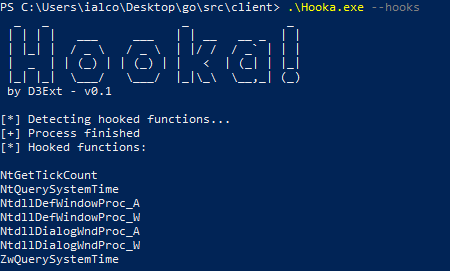 PS C:\Users\ialco\Desktop\go\src\client> .\Hooka.exe --hooks
Hooka!
by D3Ext - v0.1
[*] Detecting hooked functions...
[+] Process finished
[*] Hooked functions:
NtGetTickCount
NtQuerySystemTime
NtdllDefWindowProc_A
NtdllDefWindowProc_W
NtdllDialogWndProc_A
NtdllDialogWndProc_W
ZwQuerySystemTime